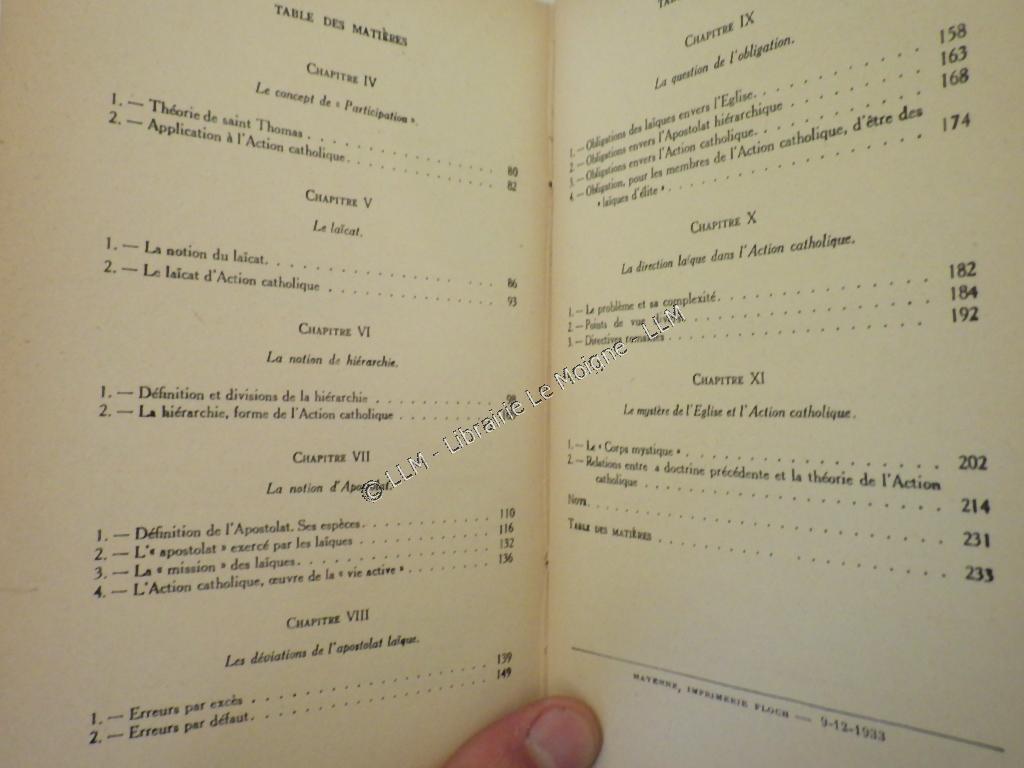 TABLE DES MATIÈRES
CHAPITRE IV
Le concept de « Participation ».
1. — Théorie de saint Thomas . . . . . . . . . . . . . . . 80
2. — Application à l'Action catholique . . . . . . . . . . . 82
CHAPITRE V
Le laïcat.
1. — La notion du laïcat. . . . . . . . . . . . . . . . . . 86
2. — Le laïcat d'Action catholique . . . . . . . . . . . . . 93
CHAPITRE VI
La notion de hiérarchie.
1. — Définition et divisions de la hiérarchie . . . . . . . . 98
2. — La hiérarchie, forme de l'Action catholique . . . . . .
CHAPITRE VII
La notion d'Apostolat.
1. — Définition de l'Apostolat. Ses espèces. . . . . . . . . 110
2. — L'« apostolat » exercé par les laïques . . . . . . . . . 116
3. — La « mission » des laïques. . . . . . . . . . . . . . . 132
4. — L'Action catholique, œuvre de la « vie active » . . . . 136
CHAPITRE VIII
Les déviations de l'apostolat laïque.
1. — Erreurs par excès . . . . . . . . . . . . . . . . . . 139
2. — Erreurs par défaut. . . . . . . . . . . . . . . . . . 149
CHAPITRE IX
La question de l'obligation.
1. — Obligations des laïques envers l'Eglise. . . . . . . . . 158
2. — Obligations envers l'Apostolat hiérarchique . . . . . . 163
3. — Obligations envers l'Action catholique. . . . . . . . . 168
4. — Obligation, pour les membres de l'Action catholique, d'être des
« laïques d'élite » . . . . . . . . . . . . . . . . . . 174
CHAPITRE X
La direction laïque dans l'Action catholique.
1. — Le problème et sa complexité. . . . . . . . . . . . . . 182
2. — Points de vue . . . . . . . . . . . . . . . . . . . . 184
3. — Directives romaines . . . . . . . . . . . . . . . . . 192
CHAPITRE XI
Le mystère de l'Eglise et l'Action catholique.
1. — Le « Corps mystique » . . . . . . . . . . . . . . . . 202
2. — Relations entre a doctrine précédente et la théorie de l'Action
catholique . . . . . . . . . . . . . . . . . . . . . . 214
. . . . . . . . . . . . . . . . . . . . . . . . . . 231
TABLE DES MATIÈRES . . . . . . . . . . . . . . . . . . 233
MAYENNE, IMPRIMERIE FLOCH — 9-12-1933
© LLM - Librairie Le Moigne - LLM